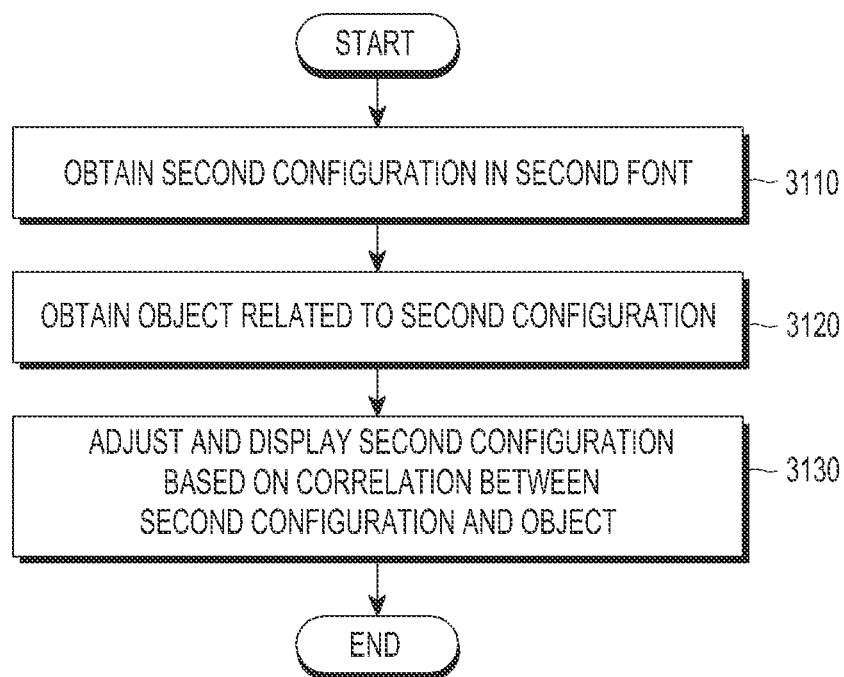 START
OBTAIN SECOND CONFIGURATION IN SECOND FONT
3110
OBTAIN OBJECT RELATED TO SECOND CONFIGURATION
3120
ADJUST AND DISPLAY SECOND CONFIGURATION
BASED ON CORRELATION BETWEEN
SECOND CONFIGURATION AND OBJECT
3130
END